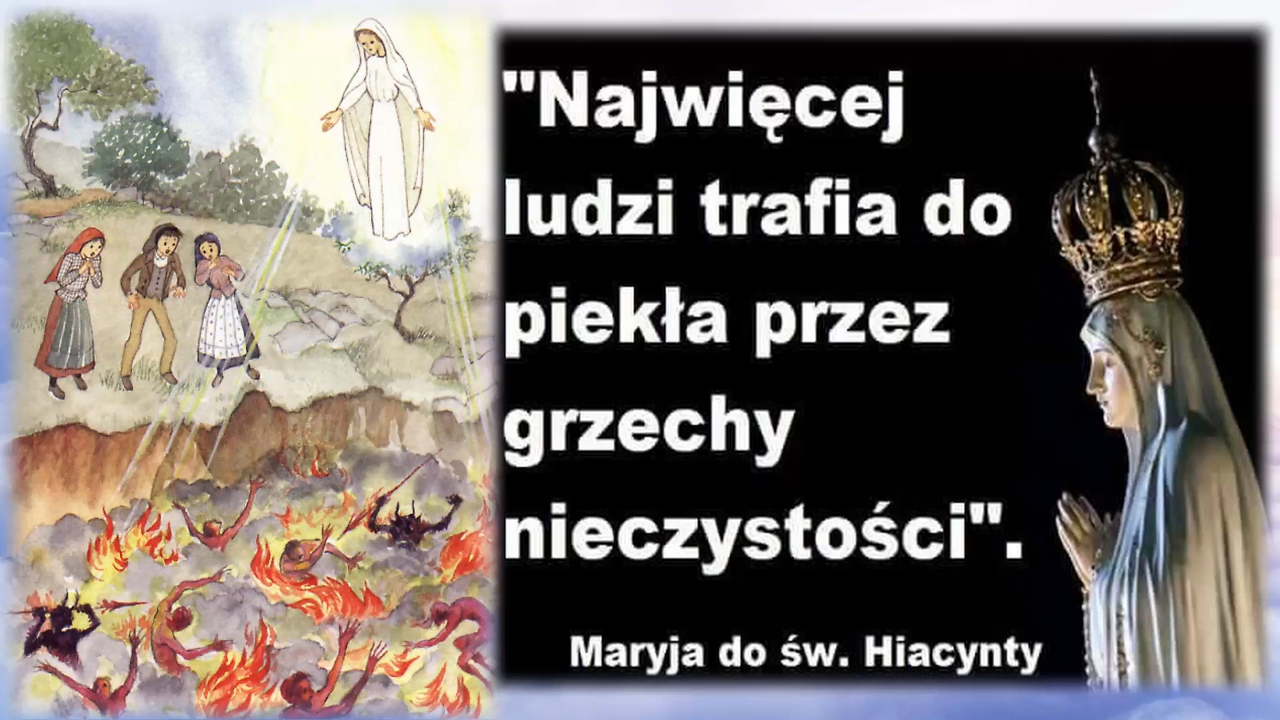 "Najwięcej
ludzi trafia do
piekła przez
grzechy
nieczystości".
Maryja do św. Hiacynty